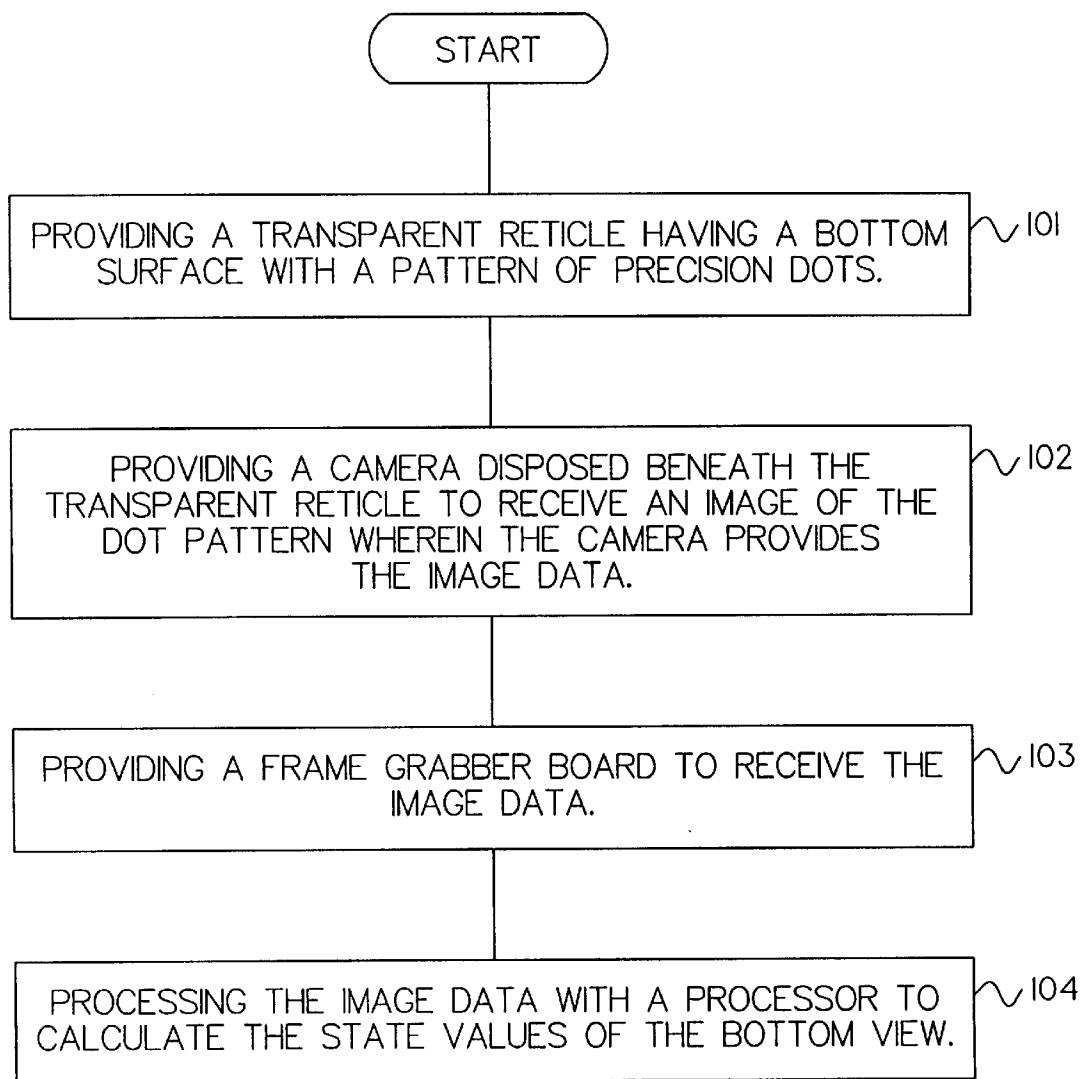 START
PROVIDING A TRANSPARENT RETICLE HAVING A BOTTOM
SURFACE WITH A PATTERN OF PRECISION DOTS.
101
PROVIDING A CAMERA DISPOSED BENEATH THE
TRANSPARENT RETICLE TO RECEIVE AN IMAGE OF THE
DOT PATTERN WHEREIN THE CAMERA PROVIDES
THE IMAGE DATA.
102
PROVIDING A FRAME GRABBER BOARD TO RECEIVE THE
IMAGE DATA.
103
PROCESSING THE IMAGE DATA WITH A PROCESSOR TO
CALCULATE THE STATE VALUES OF THE BOTTOM VIEW.
104